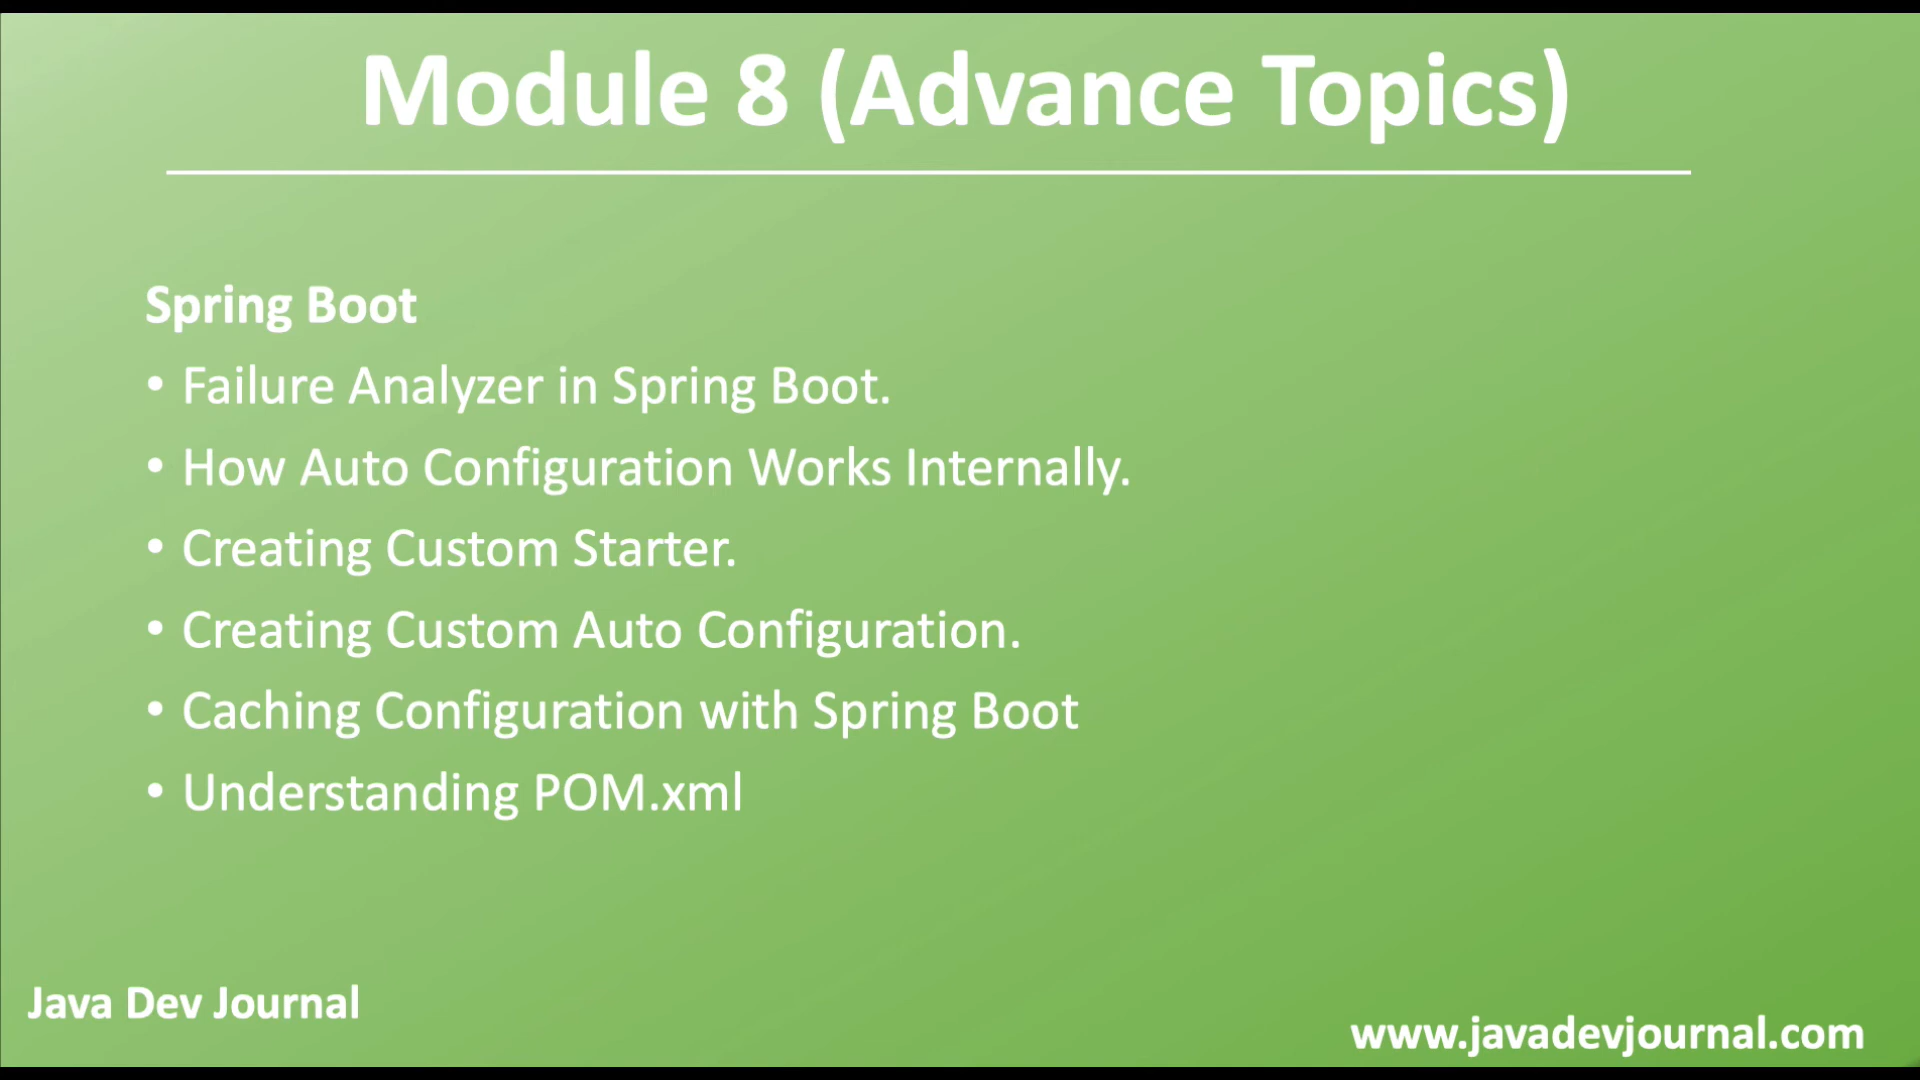 Module 8 (Advance Topics)
Spring Boot
• Failure Analyzer in Spring Boot.
• How Auto Configuration Works Internally.
• Creating Custom Starter.
• Creating Custom Auto Configuration.
• Caching Configuration with Spring Boot
• Understanding POM.xml
Java Dev Journal
www.javadevjournal.com